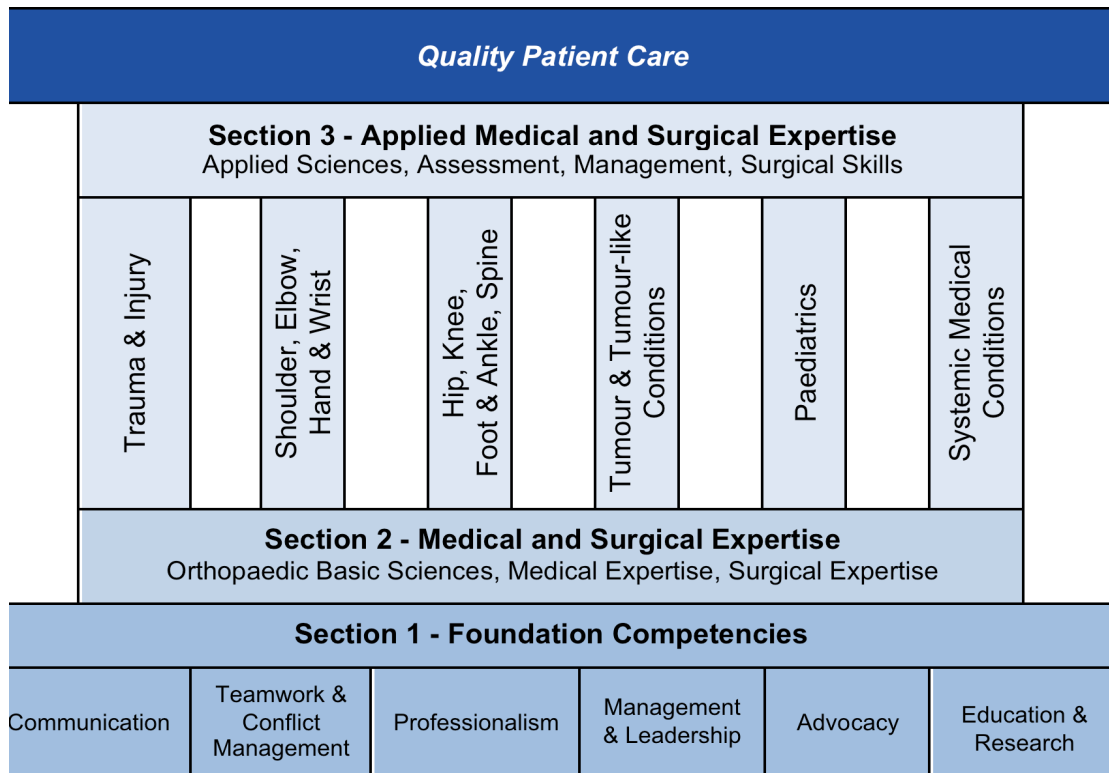 Quality Patient Care
Section 3 - Applied Medical and Surgical Expertise
Applied Sciences, Assessment, Management, Surgical Skills
Trauma & Injury
Shoulder, Elbow,
Hand & Wrist
Hip, Knee,
Foot & Ankle, Spine
Tumour & Tumour-like
Conditions
Paediatrics
Systemic Medical
Conditions
Section 2 - Medical and Surgical Expertise
Orthopaedic Basic Sciences, Medical Expertise, Surgical Expertise
Section 1 - Foundation Competencies
Communication
Teamwork &
Conflict
Management
Professionalism
Management
& Leadership
Advocacy
Education &
Research